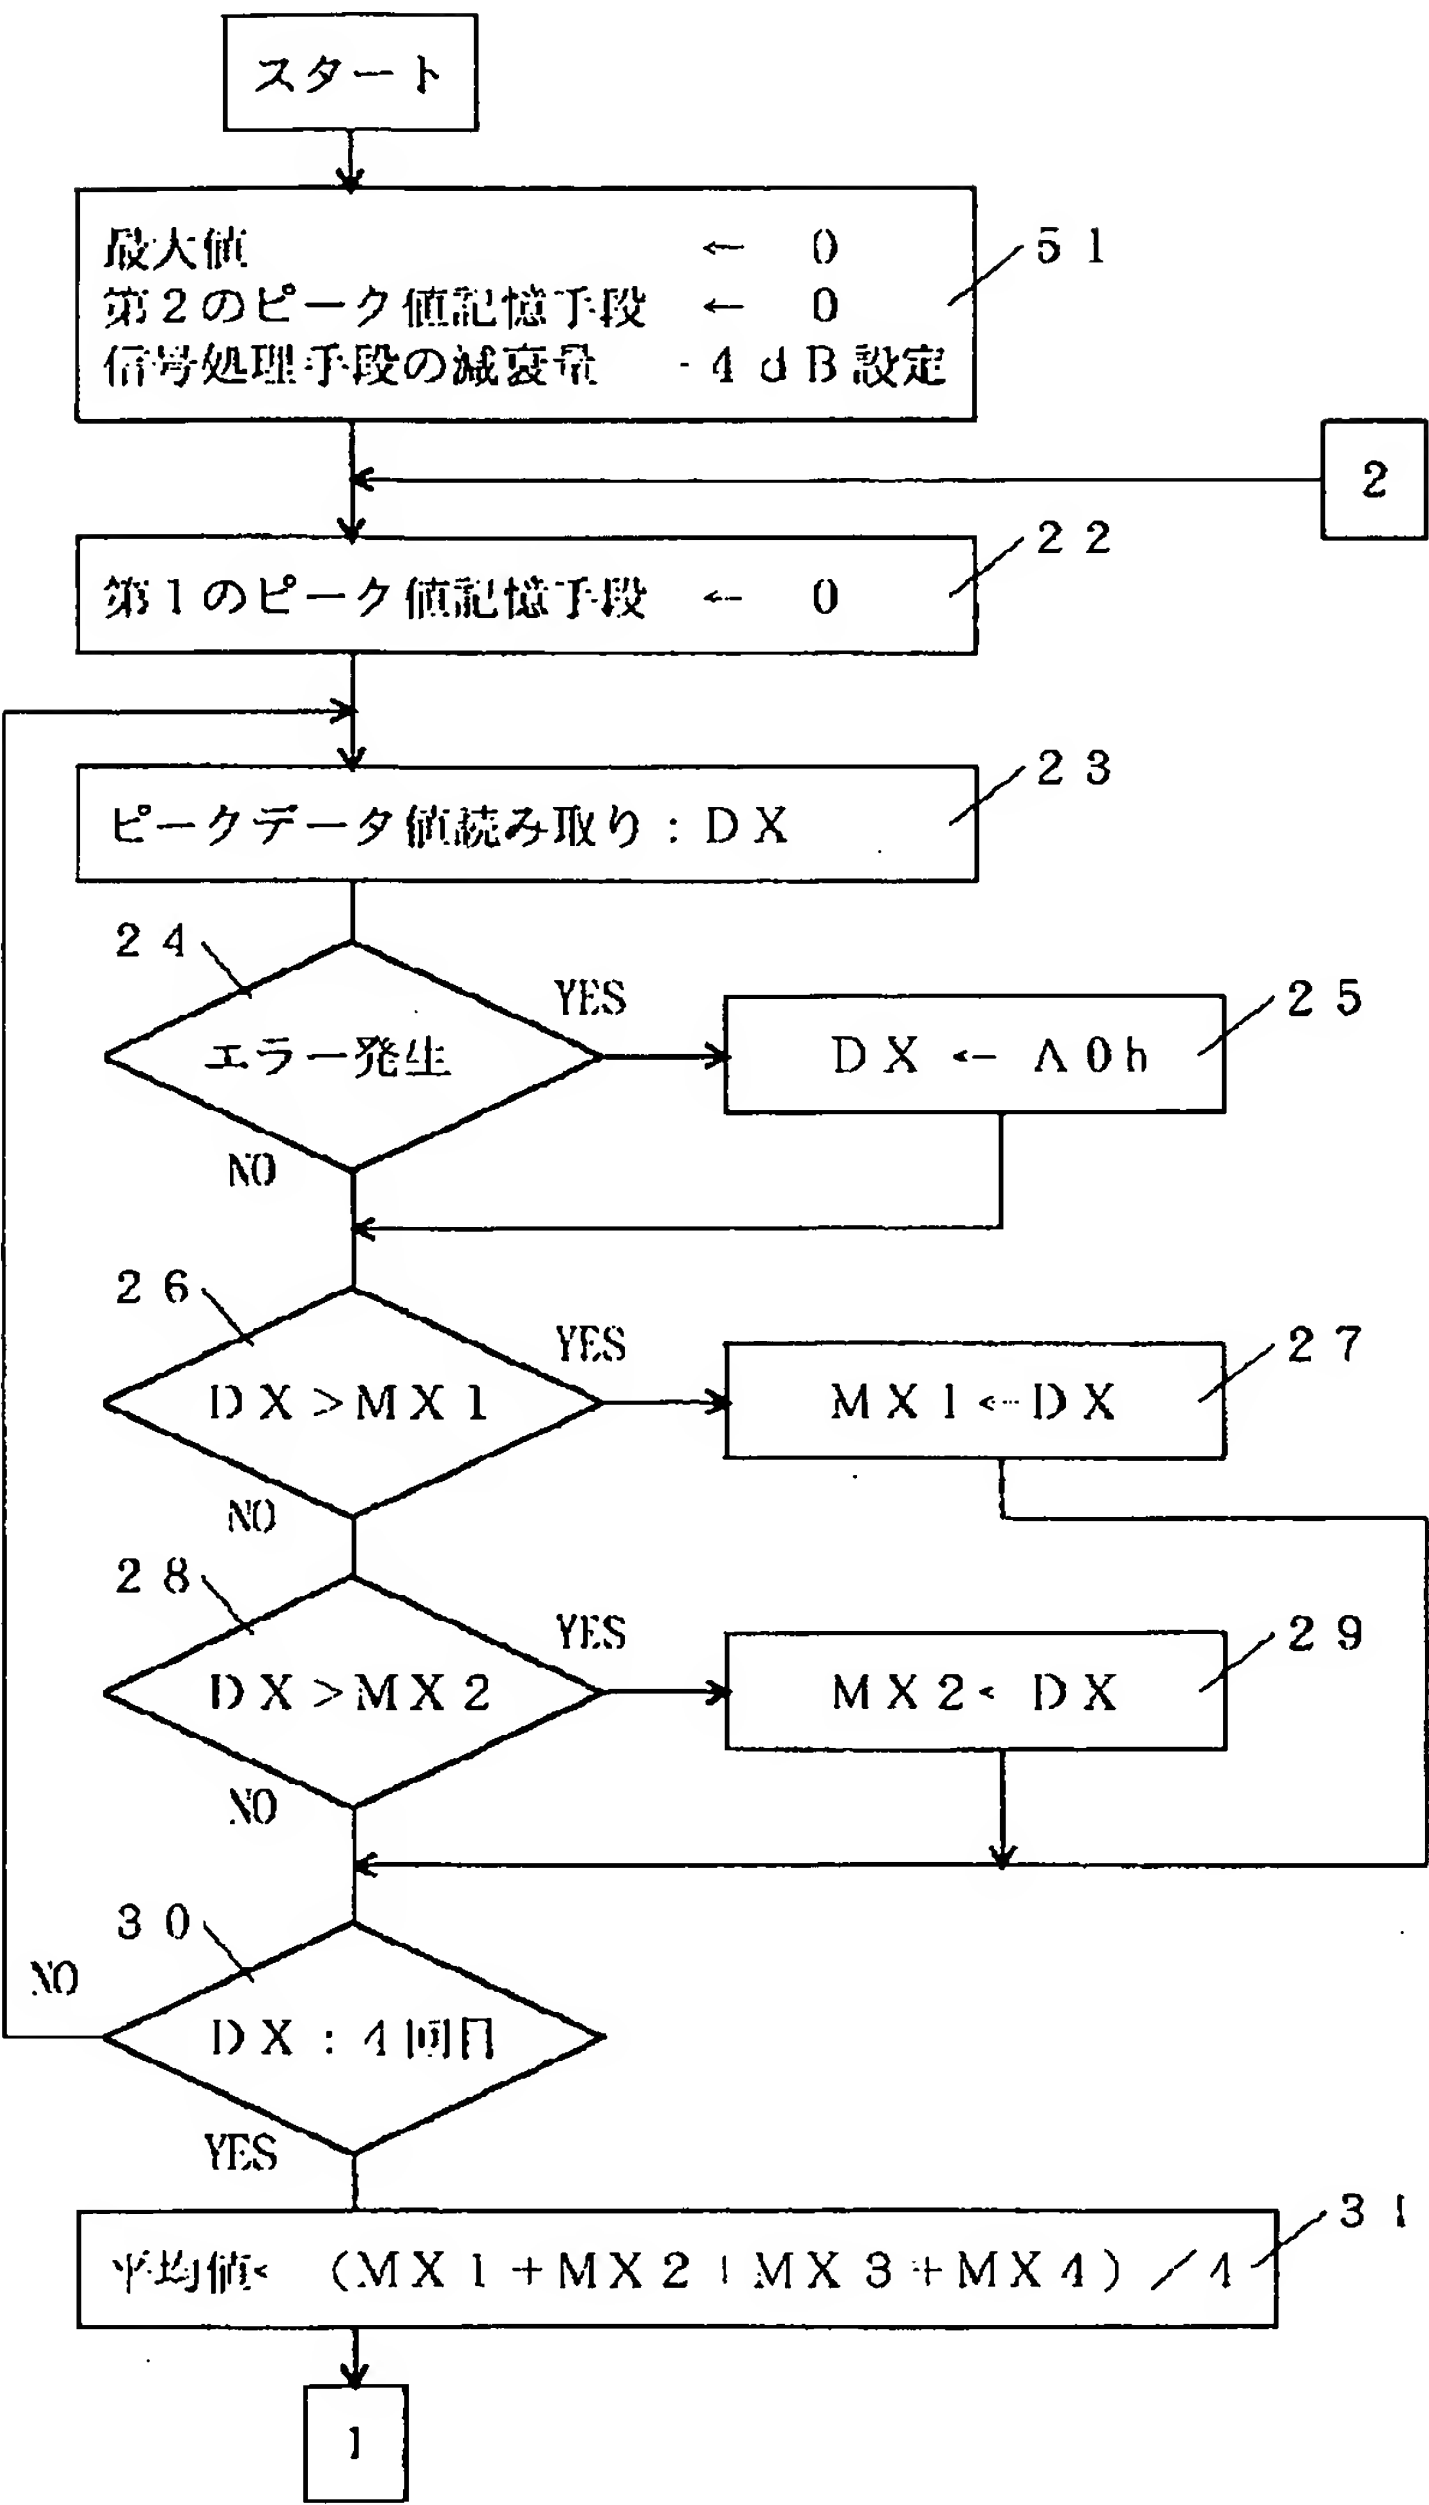 スタート
最大値 ← 0
51
第2のピーク値記憶手段 ← 0
信号処理手段の減衰量 -4dB設定
2
22
第1のピーク値記憶手段 ← 0
23
ピークデータ値読み取り：DX
24
YES
25
エラー発生
DX ← A0h
NO
26
YES
27
DX＞MX1
MX1←DX
NO
28
YES
29
DX＞MX2
MX2← DX
NO
30
NO
DX：4回目
YES
31
平均値← (MX1＋MX2＋MX3＋MX4)／4
1